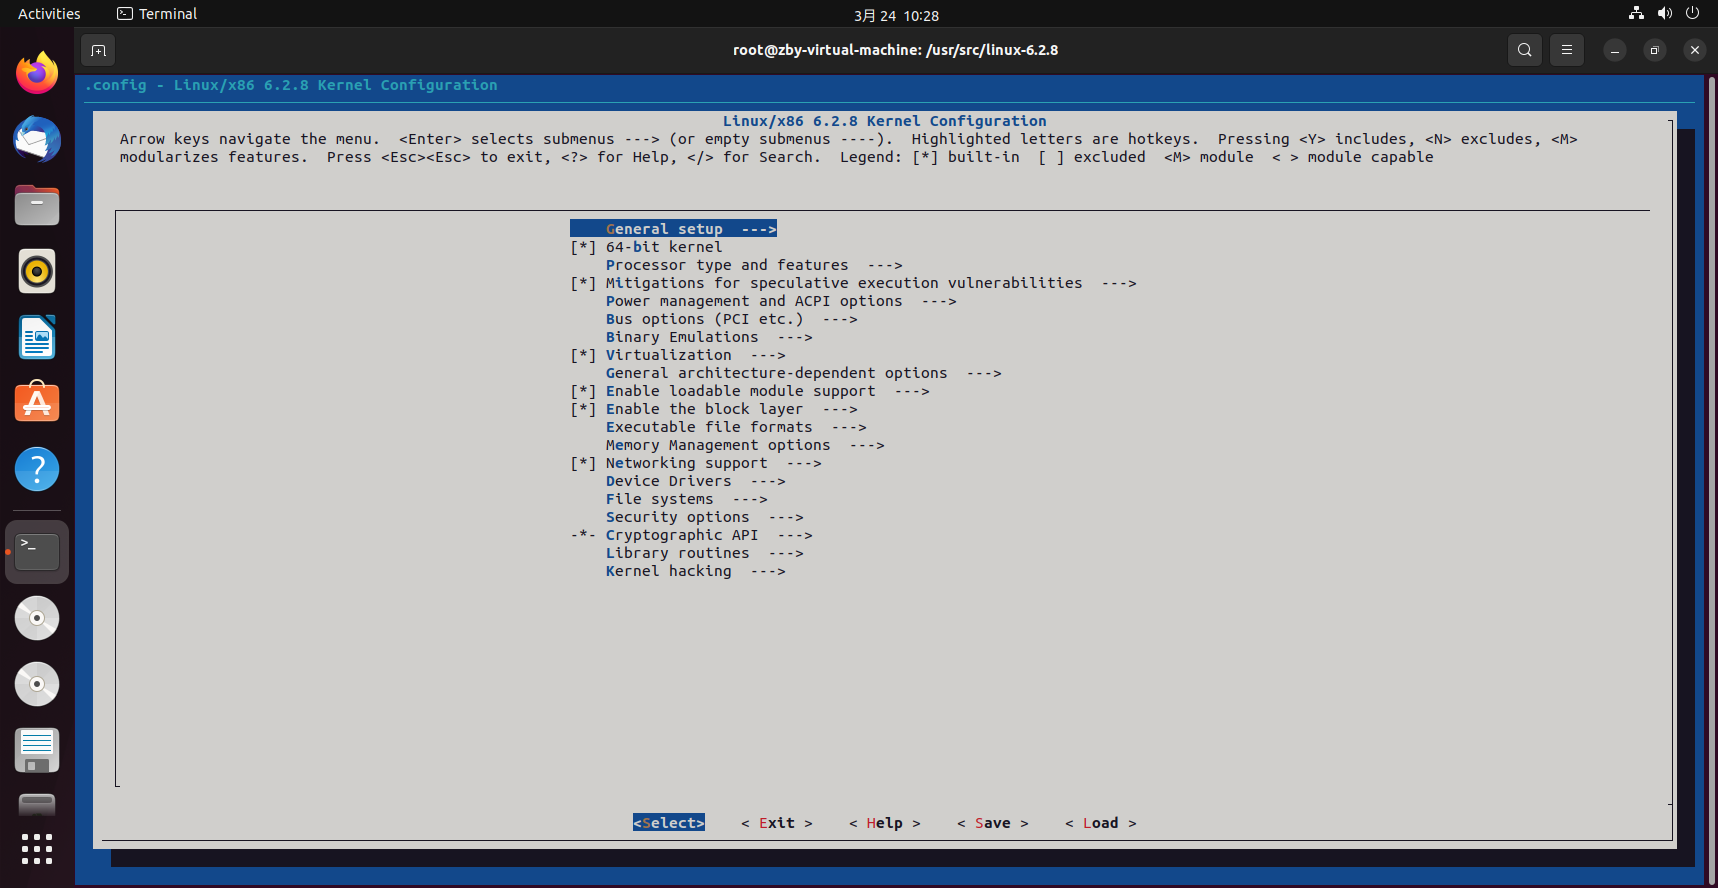 Activities Terminal 3月 24 10:28
root@zby-virtual-machine: /usr/src/linux-6.2.8
.config - Linux/x86 6.2.8 Kernel Configuration
Linux/x86 6.2.8 Kernel Configuration
Arrow keys navigate the menu.  <Enter> selects submenus ---> (or empty submenus ----).  Highlighted letters are hotkeys.  Pressing <Y> includes, <N> excludes, <M>
modularizes features.  Press <Esc><Esc> to exit, <?> for Help, </> for Search.  Legend: [*] built-in  [ ] excluded  <M> module  < > module capable
General setup  --->
[*] 64-bit kernel
Processor type and features  --->
[*] Mitigations for speculative execution vulnerabilities  --->
Power management and ACPI options  --->
Bus options (PCI etc.)  --->
Binary Emulations  --->
[*] Virtualization  --->
General architecture-dependent options  --->
[*] Enable loadable module support  --->
[*] Enable the block layer  --->
Executable file formats  --->
Memory Management options  --->
[*] Networking support  --->
Device Drivers  --->
File systems  --->
Security options  --->
-*- Cryptographic API  --->
Library routines  --->
Kernel hacking  --->
<Select>    < Exit >    < Help >    < Save >    < Load >